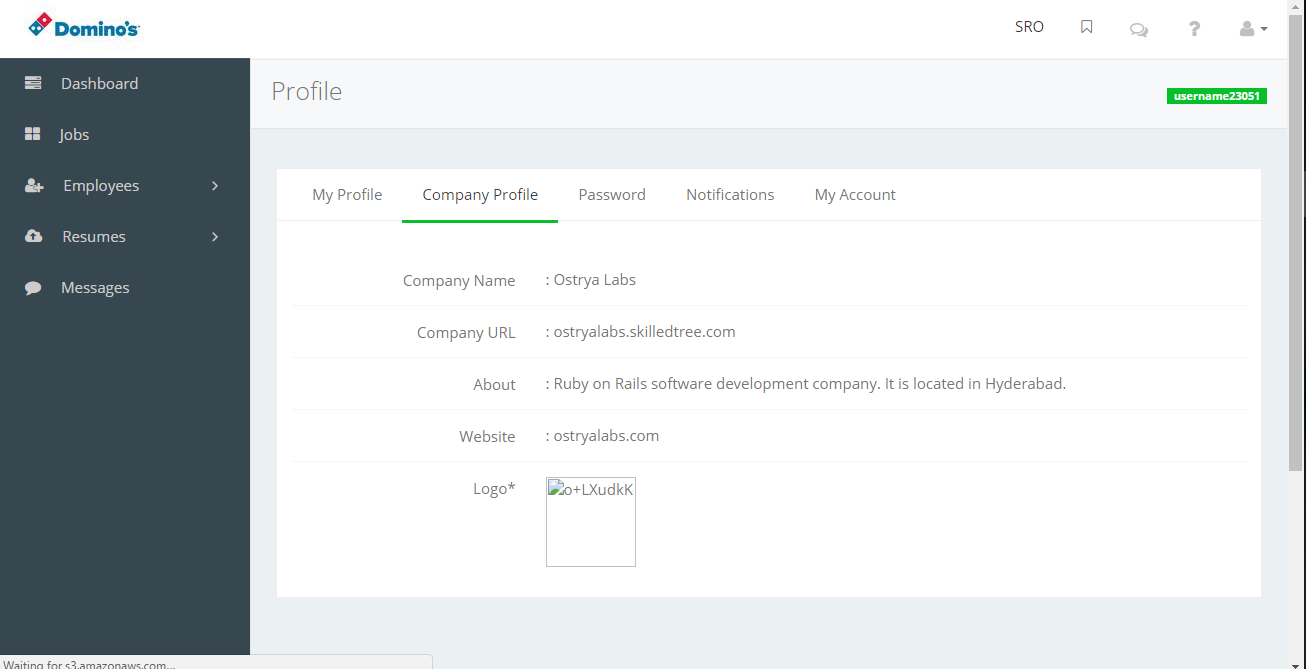 Domino's
SRO
?
Dashboard
Jobs
Employees
Resumes
Messages
Profile
username23051
My Profile Company Profile Password Notifications My Account
Company Name : Ostrya Labs
Company URL : ostryalabs.skilledtree.com
About : Ruby on Rails software development company. It is located in Hyderabad.
Website : ostryalabs.com
Logo* o+LXudkK
Waiting for s3.amazonaws.com...